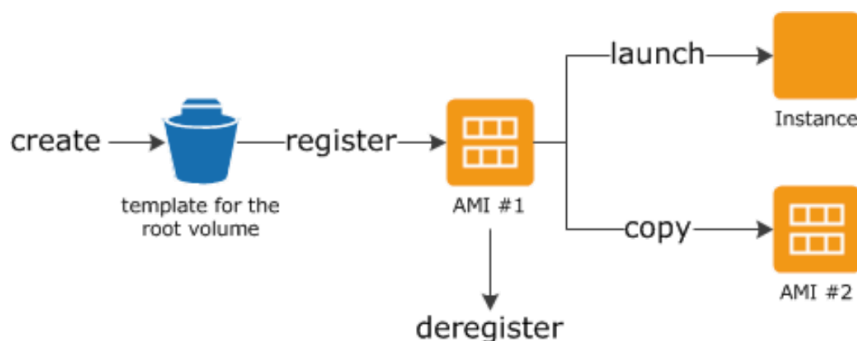 launch
Instance
create
register
template for the
root volume
AMI #1
copy
AMI #2
deregister